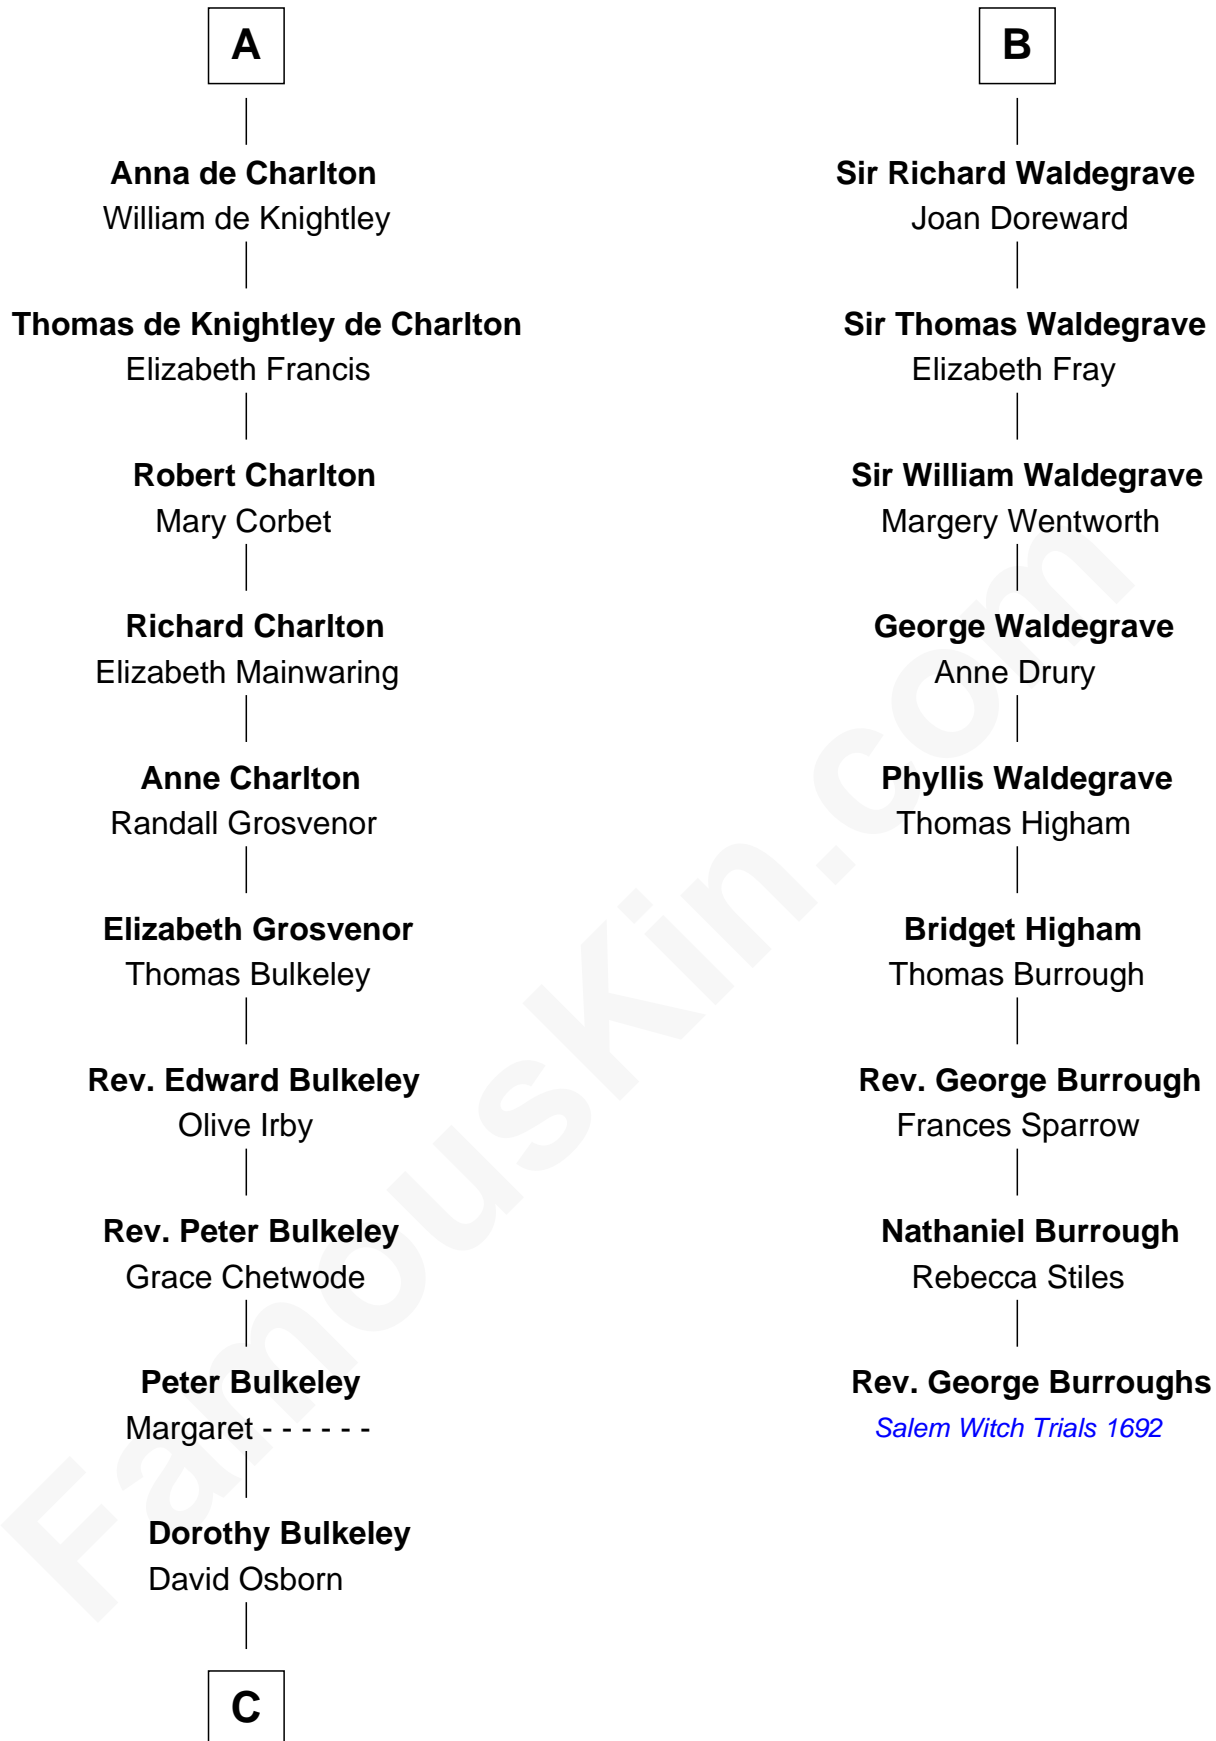 A
Anna de Charlton
William de Knightley
Thomas de Knightley de Charlton
Elizabeth Francis
Robert Charlton
Mary Corbet
Richard Charlton
Elizabeth Mainwaring
Anne Charlton
Randall Grosvenor
Elizabeth Grosvenor
Thomas Bulkeley
Rev. Edward Bulkeley
Olive Irby
Rev. Peter Bulkeley
Grace Chetwode
Peter Bulkeley
Margaret - - - - - -
Dorothy Bulkeley
David Osborn
C
B
Sir Richard Waldegrave
Joan Doreward
Sir Thomas Waldegrave
Elizabeth Fray
Sir William Waldegrave
Margery Wentworth
George Waldegrave
Anne Drury
Phyllis Waldegrave
Thomas Higham
Bridget Higham
Thomas Burrough
Rev. George Burrough
Frances Sparrow
Nathaniel Burrough
Rebecca Stiles
Rev. George Burroughs
Salem Witch Trials 1692
FamousKin.com